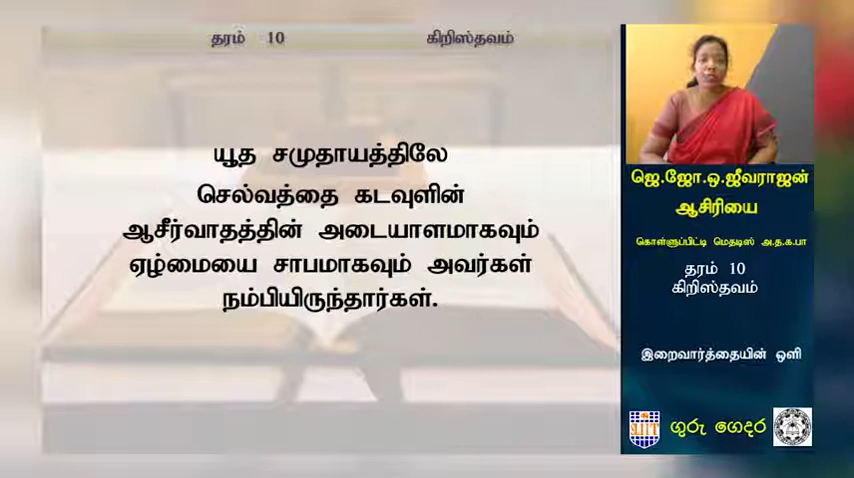 தரம் 10 கிறிஸ்தவம்
யூத சமுதாயத்திலே
செல்வத்தை கடவுளின்
ஆசீர்வாதத்தின் அடையாளமாகவும்
ஏழ்மையை சாபமாகவும் அவர்கள்
நம்பியிருந்தார்கள்.
ஜெ.ஜோ.ஒ.ஜீவராஜன்
ஆசிரியை
கொள்ளுப்பிட்டி மெதடிஸ் அ.த.க.பா
தரம் 10
கிறிஸ்தவம்
இறைவார்த்தையின் ஒளி
SLIIT ගුරු ගෙදර